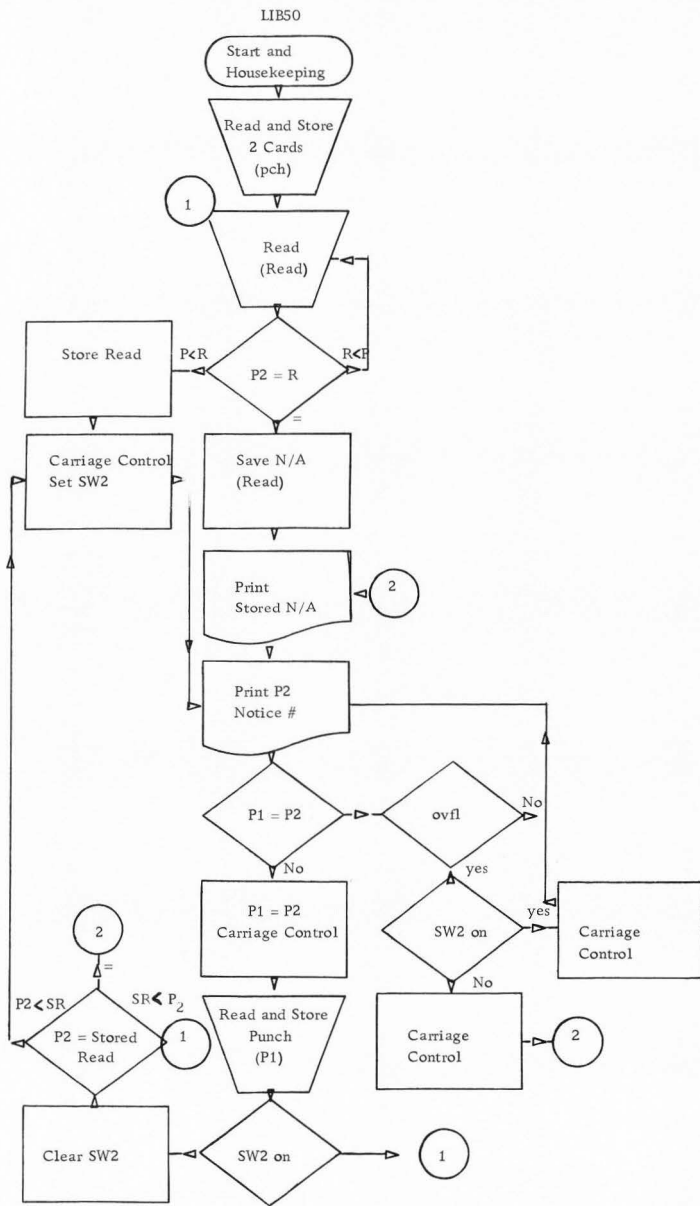 LIB50
Start and
Housekeeping
Read and Store
2 Cards
(pch)
1
Read
(Read)
Store Read
P<R
P2 = R
R<P
=
Carriage Control
Set SW2
Save N/A
(Read)
Print
Stored N/A
2
Print P2
Notice #
P1 = P2
ovfl
No
No
yes
P1 = P2
Carriage Control
SW2 on
yes
Carriage
Control
2
=
P2<SR
SR<P2
P2 = Stored
Read
1
Read and Store
Punch
(P1)
No
Carriage
Control
2
Clear SW2
SW2 on
1